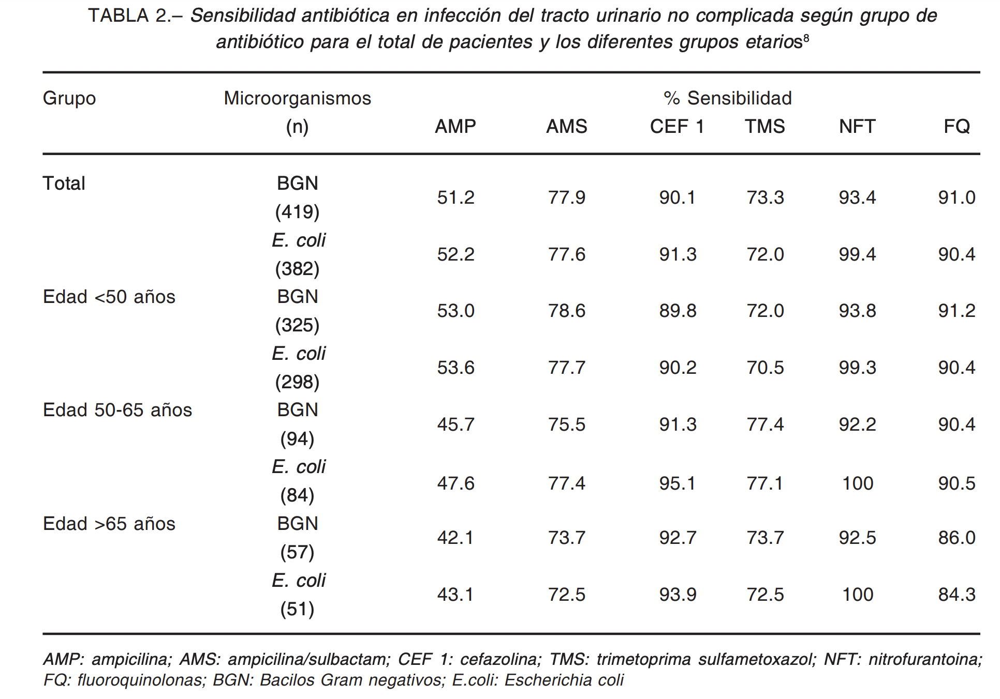 TABLA 2.– Sensibilidad antibiótica en infección del tracto urinario no complicada según grupo de
antibiótico para el total de pacientes y los diferentes grupos etarios⁸
Grupo Microorganismos % Sensibilidad
(n) AMP AMS CEF 1 TMS NFT FQ
Total BGN
(419) 51.2 77.9 90.1 73.3 93.4 91.0
E. coli
(382) 52.2 77.6 91.3 72.0 99.4 90.4
Edad <50 años BGN
(325) 53.0 78.6 89.8 72.0 93.8 91.2
E. coli
(298) 53.6 77.7 90.2 70.5 99.3 90.4
Edad 50-65 años BGN
(94) 45.7 75.5 91.3 77.4 92.2 90.4
E. coli
(84) 47.6 77.4 95.1 77.1 100 90.5
Edad >65 años BGN
(57) 42.1 73.7 92.7 73.7 92.5 86.0
E. coli
(51) 43.1 72.5 93.9 72.5 100 84.3
AMP: ampicilina; AMS: ampicilina/sulbactam; CEF 1: cefazolina; TMS: trimetoprima sulfametoxazol; NFT: nitrofurantoina;
FQ: fluoroquinolonas; BGN: Bacilos Gram negativos; E.coli: Escherichia coli